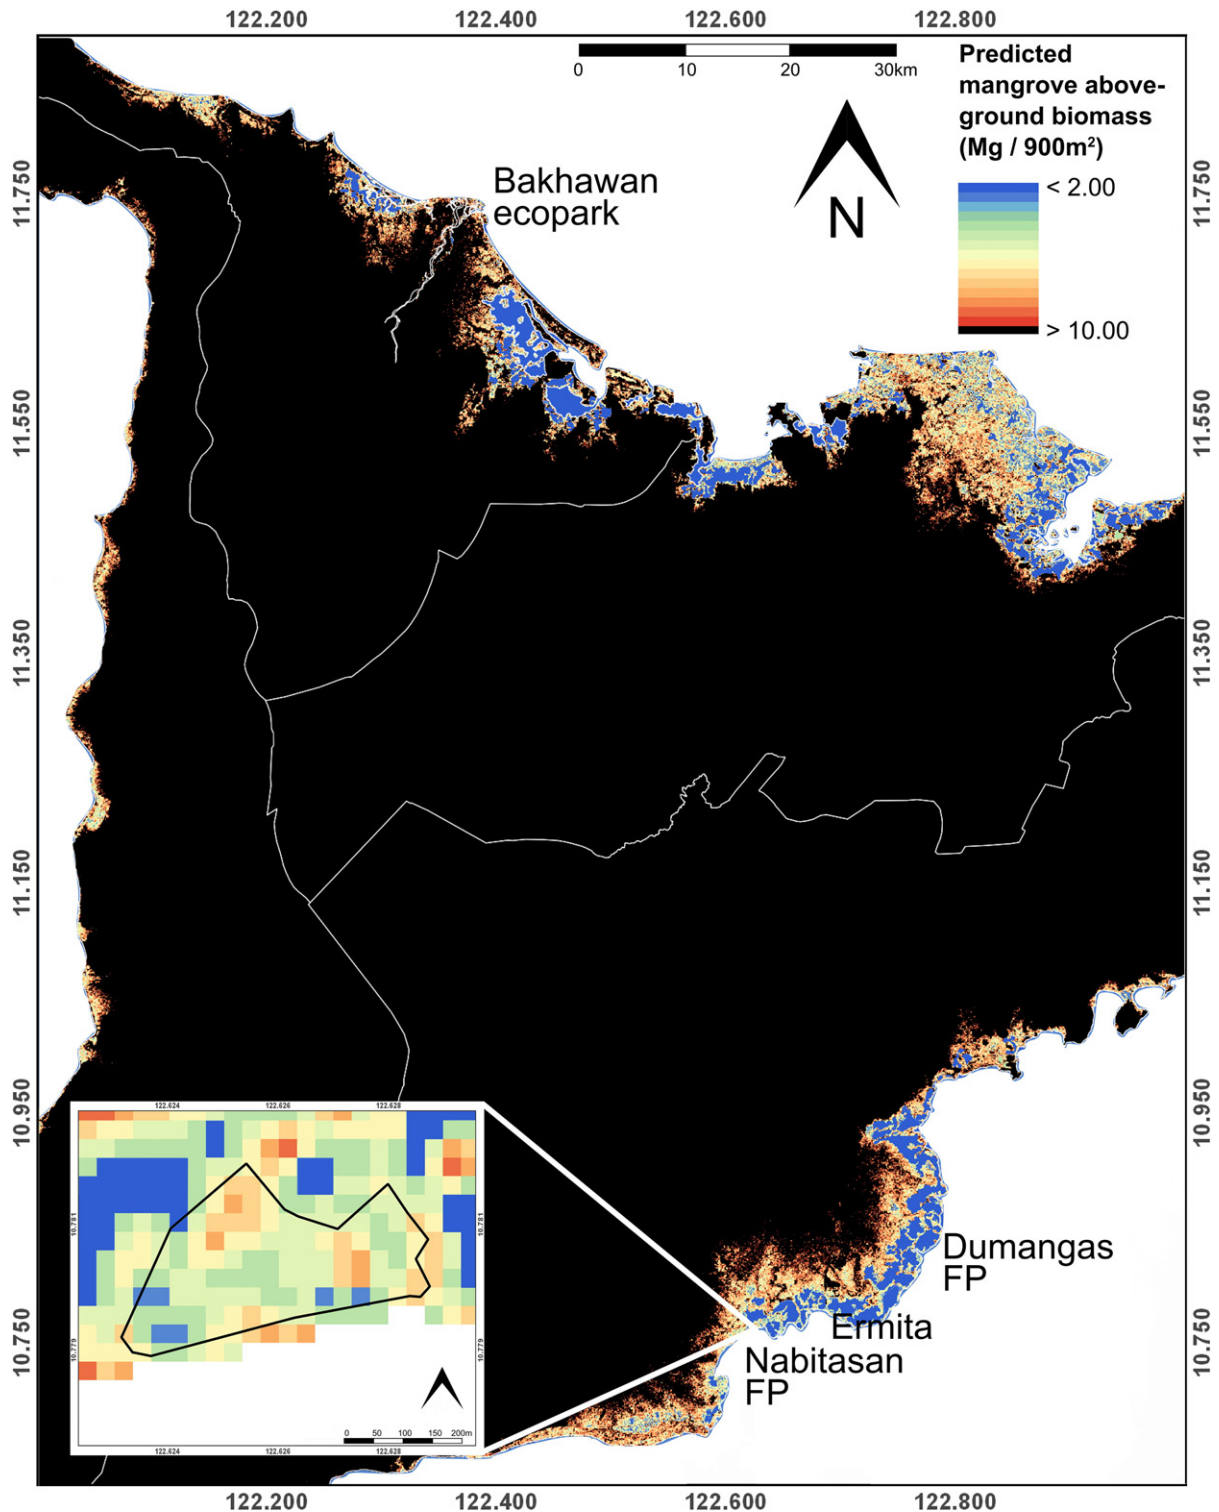 122.200 122.400 122.600 122.800
0 10 20 30km
Predicted
mangrove above-
ground biomass
(Mg / 900m²)
< 2.00
> 10.00
N
Bakhawan
ecopark
11.750
11.750
11.550
11.550
11.350
11.350
11.150
11.150
10.950
10.950
10.750
10.750
Dumangas
FP
Ermita
Nabitasan
FP
122.624 122.626 122.628
10.781
10.781
10.779
10.779
0 50 100 150 200m
122.624 122.626 122.628
122.200 122.400 122.600 122.800